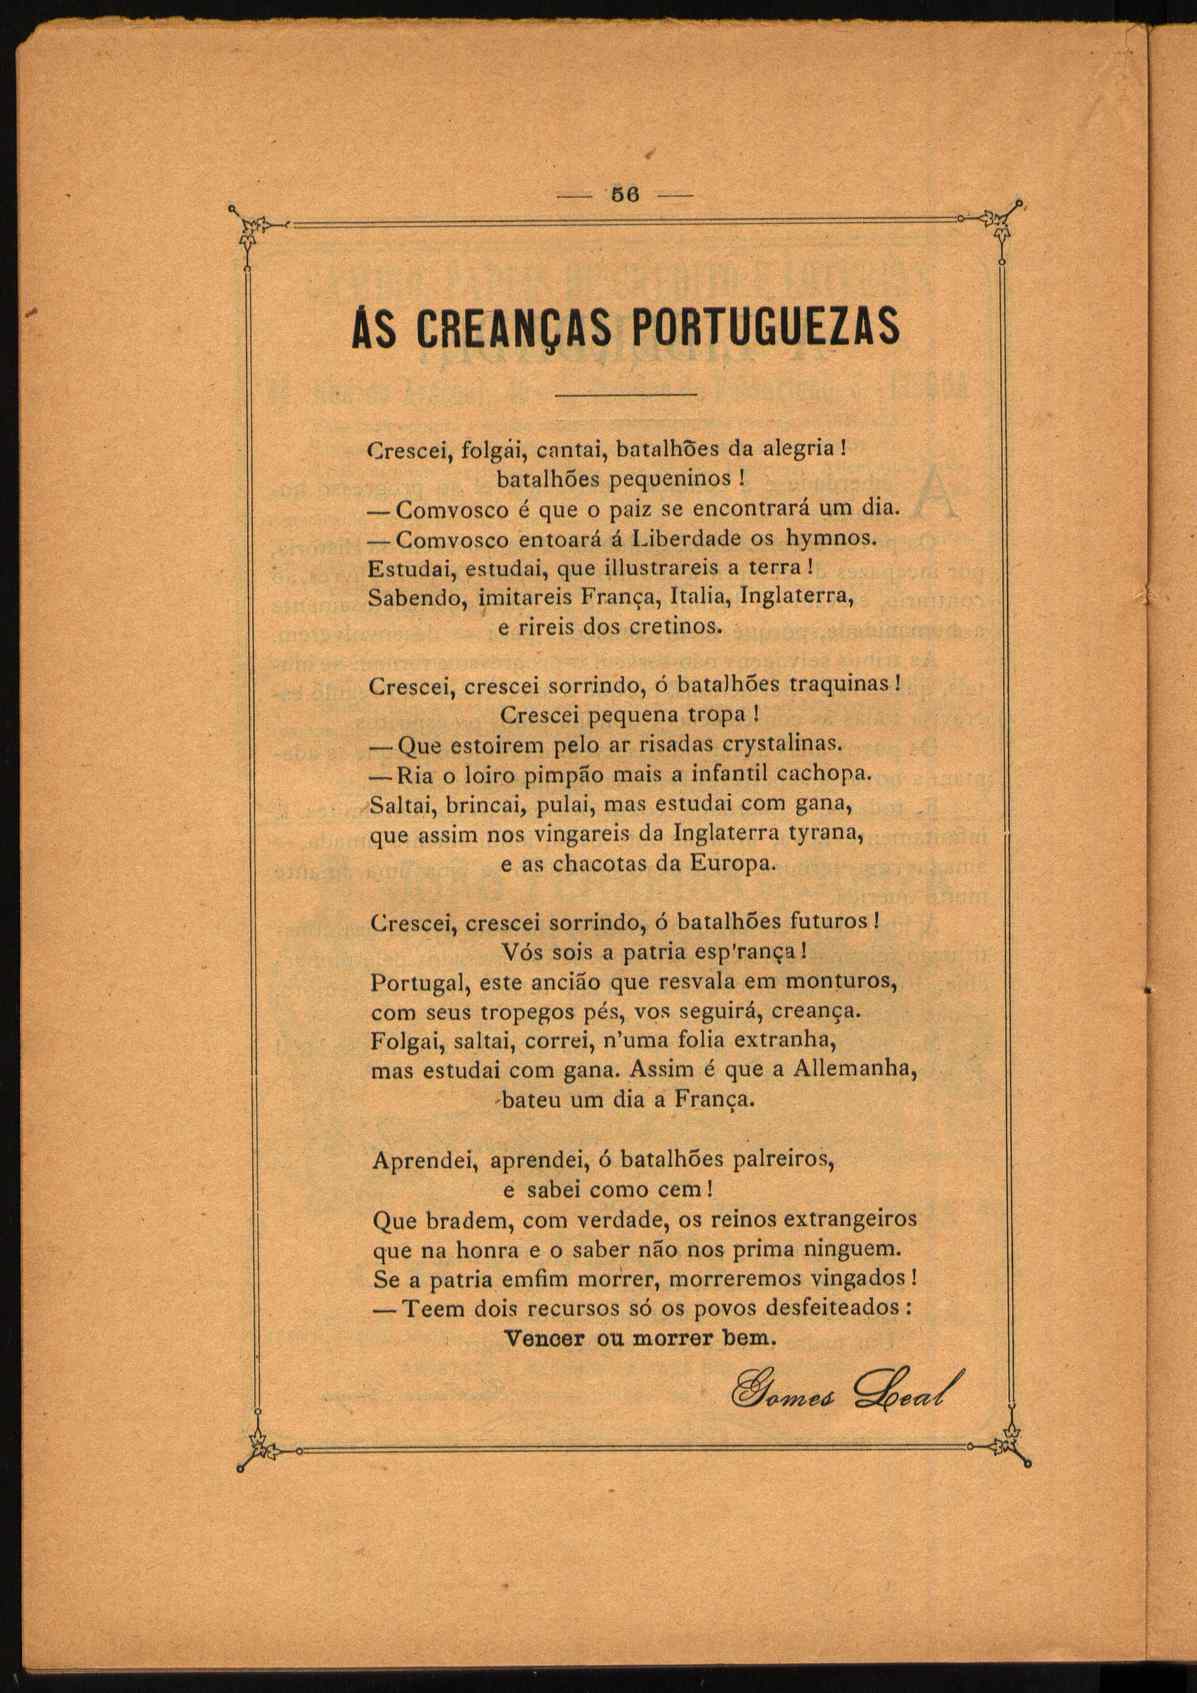 — 56 —
ÁS CREANÇAS PORTUGUEZAS
Crescei, folgai, cantai, batalhões da alegria !
batalhões pequeninos !
— Comvosco é que o paiz se encontrará um dia.
— Comvosco entoará á Liberdade os hymnos.
Estudai, estudai, que illustrareis a terra !
Sabendo, imitareis França, Italia, Inglaterra,
e rireis dos cretinos.
Crescei, crescei sorrindo, ó batalhões traquinas !
Crescei pequena tropa !
— Que estoirem pelo ar risadas crystalinas.
— Ria o loiro pimpão mais a infantil cachopa.
Saltai, brincai, pulai, mas estudai com gana,
que assim nos vingareis da Inglaterra tyrana,
e as chacotas da Europa.
Crescei, crescei sorrindo, ó batalhões futuros !
Vós sois a patria esp'rança !
Portugal, este ancião que resvala em monturos,
com seus tropegos pés, vos seguirá, creança.
Folgai, saltai, correi, n'uma folia extranha,
mas estudai com gana. Assim é que a Allemanha,
bateu um dia a França.
Aprendei, aprendei, ó batalhões palreiros,
e sabei como cem !
Que bradem, com verdade, os reinos extrangeiros
que na honra e o saber não nos prima ninguem.
Se a patria emfim morrer, morreremos vingados !
— Teem dois recursos só os povos desfeiteados :
Vencer ou morrer bem.
Gomes Leal